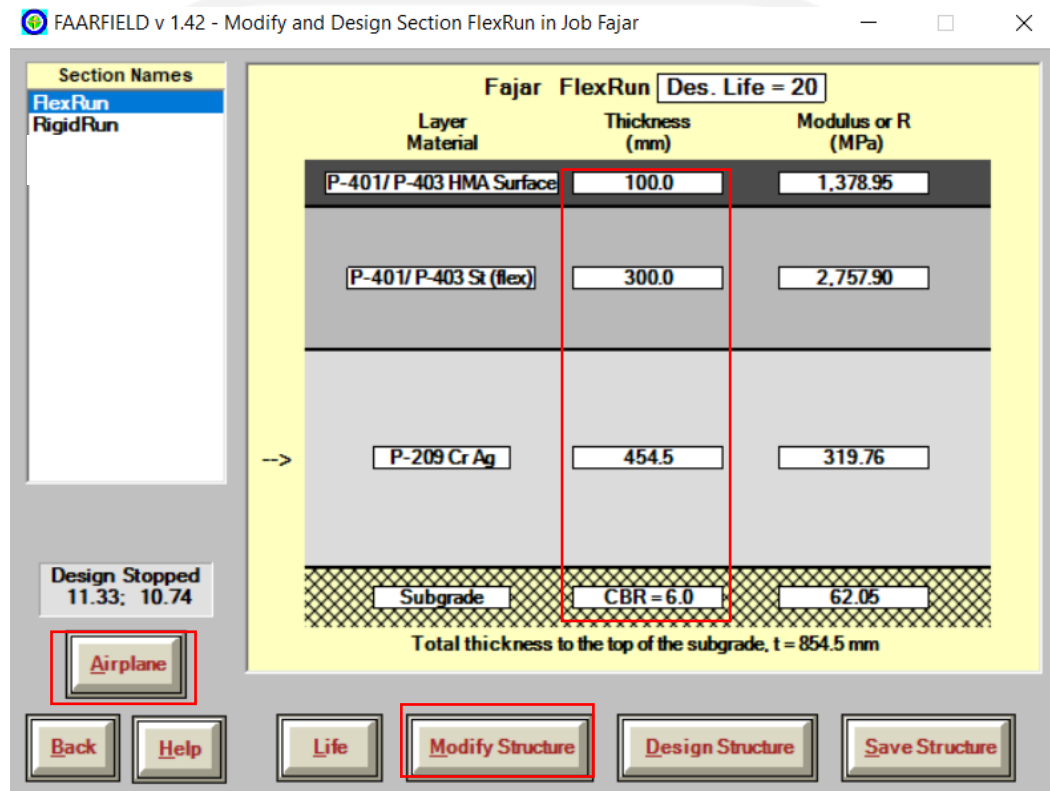 FAARFIELD v 1.42 - Modify and Design Section FlexRun in Job Fajar
Section Names
FlexRun
RigidRun
Fajar FlexRun Des. Life = 20
Layer Material Thickness (mm) Modulus or R (MPa)
P-401/ P-403 HMA Surface 100.0 1,378.95
P-401/ P-403 St (flex) 300.0 2,757.90
--> P-209 Cr Ag 454.5 319.76
Subgrade CBR = 6.0 62.05
Total thickness to the top of the subgrade, t = 854.5 mm
Design Stopped
11.33; 10.74
Airplane
Back Help Life Modify Structure Design Structure Save Structure